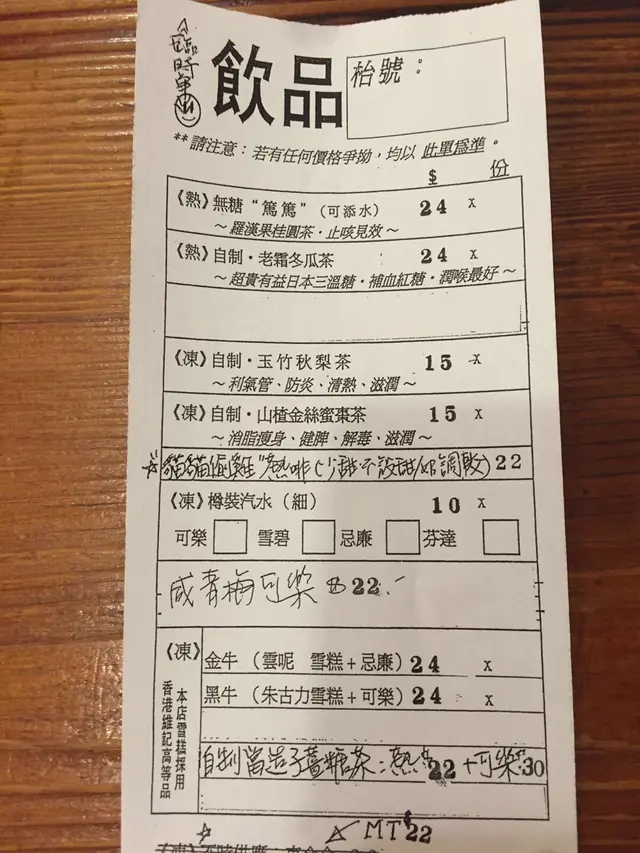 飲品
枱號：
** 請注意：若有任何價格爭拗，均以 此單為準。
$ 份
《熱》無糖“篤篤”（可添水） 24 x
～羅漢果桂圓茶·止咳見效～
《熱》自制·老霜冬瓜茶 24 x
～超貴有益日本三溫糖·補血紅糖·潤喉最好～
《凍》自制·玉竹秋梨茶 15 x
～利氣管、防炎、清熱、滋潤～
《凍》自制·山楂金絲蜜棗茶 15 x
～消脂瘦身、健脾、解毒、滋潤～
22
《凍》樽裝汽水（細） 10 x
可樂 雪碧 忌廉 芬達
咸青梅可樂 $22.-
《凍》
本店雪糕採用
香港維記高等品
金牛（雲呢 雪糕+忌廉）24 x
黑牛（朱古力雪糕+可樂）24 x
自制當造子薑糖茶：熱$22 +可樂30
MT$22